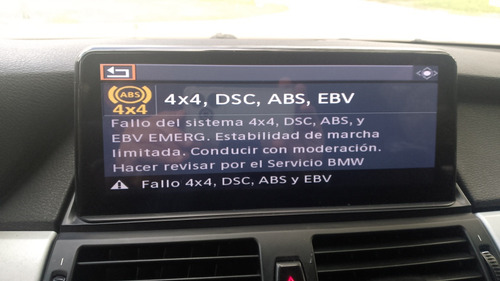 ABS
4x4
4x4, DSC, ABS, EBV
Fallo del sistema 4x4, DSC, ABS, y
EBV EMERG. Estabilidad de marcha
limitada. Conducir con moderación.
Hacer revisar por el Servicio BMW
Fallo 4x4, DSC, ABS y EBV